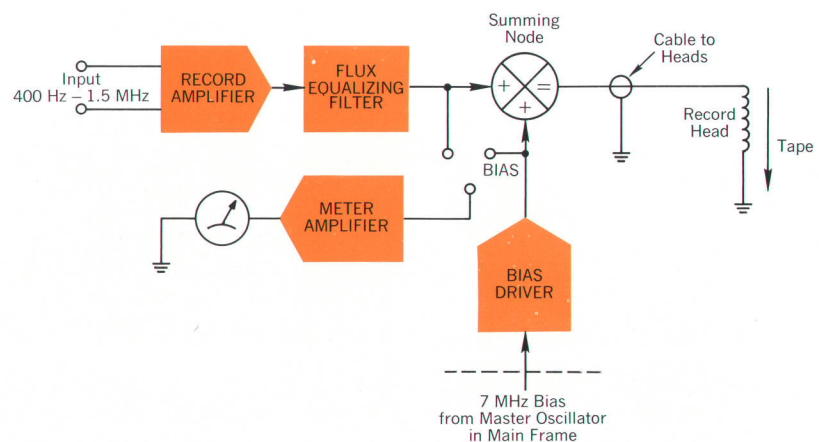 Summing
Node
Cable to
Heads
Input
400 Hz – 1.5 MHz
RECORD
AMPLIFIER
FLUX
EQUALIZING
FILTER
+
=
+
Record
Head
Tape
BIAS
METER
AMPLIFIER
BIAS
DRIVER
7 MHz Bias
from Master Oscillator
in Main Frame